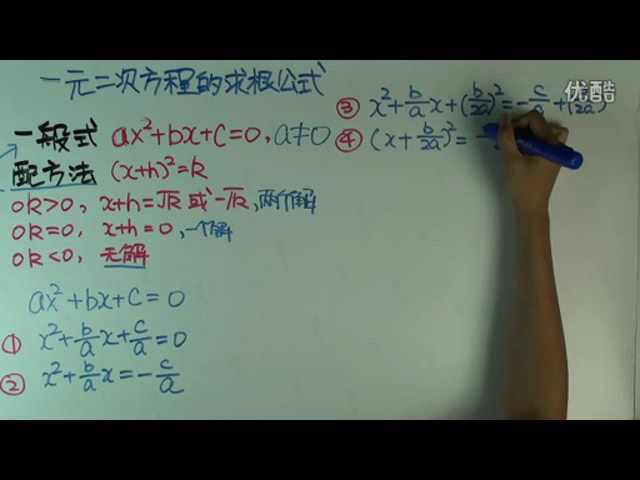 一元二次方程的求根公式
一般式 ax²+bx+c=0, a≠0
配方法 (x+h)²=k
○k>0, x+h=√k 或 -√k, 两个解
○k=0, x+h=0, 一个解
○k<0, 无解
ax²+bx+c=0
① x²+b/a x+c/a=0
② x²+b/a x=-c/a
③ x²+b/a x+(b/2a)²=-c/a+(b/2a)²
④ (x+b/2a)²=-
优酷